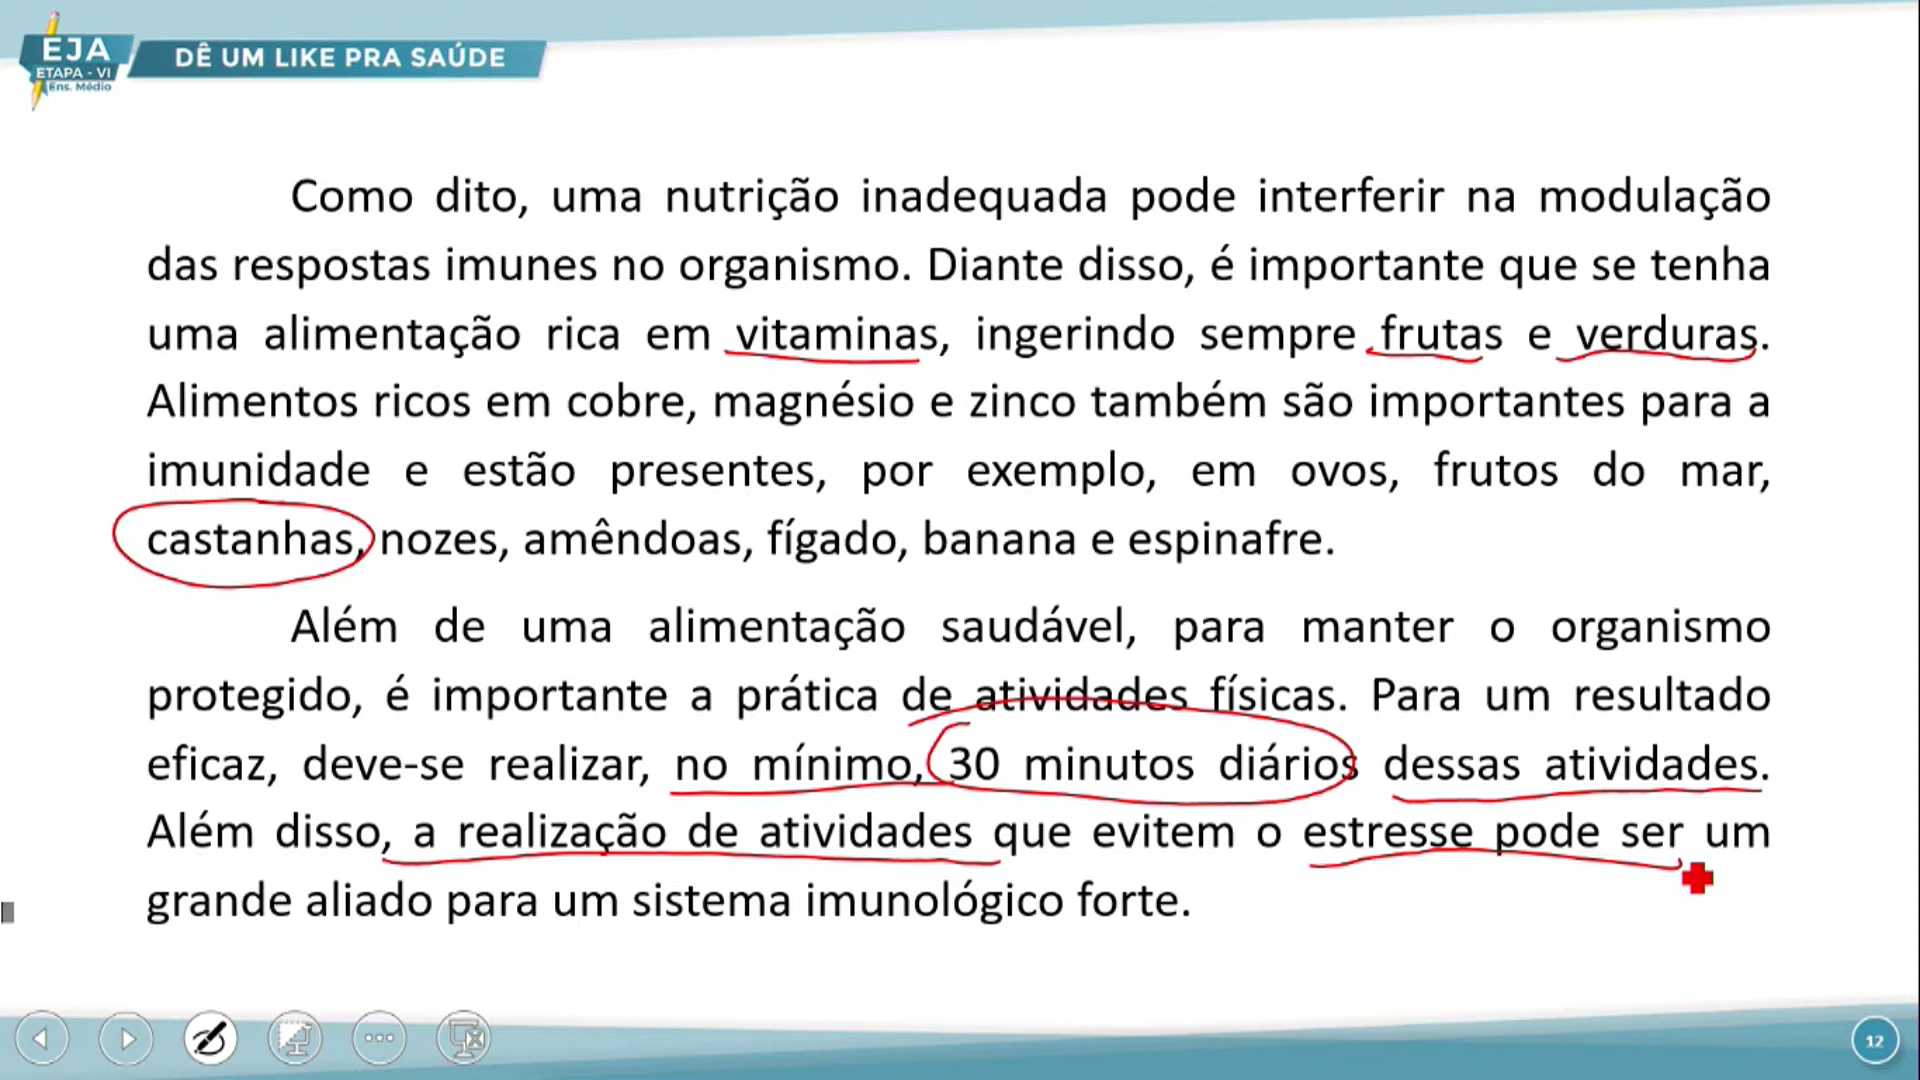 EJA
ETAPA - VI
Ens. Médio
DÊ UM LIKE PRA SAÚDE
Como dito, uma nutrição inadequada pode interferir na modulação
das respostas imunes no organismo. Diante disso, é importante que se tenha
uma alimentação rica em vitaminas, ingerindo sempre frutas e verduras.
Alimentos ricos em cobre, magnésio e zinco também são importantes para a
imunidade e estão presentes, por exemplo, em ovos, frutos do mar,
castanhas, nozes, amêndoas, fígado, banana e espinafre.
Além de uma alimentação saudável, para manter o organismo
protegido, é importante a prática de atividades físicas. Para um resultado
eficaz, deve-se realizar, no mínimo, 30 minutos diários dessas atividades.
Além disso, a realização de atividades que evitem o estresse pode ser um
grande aliado para um sistema imunológico forte.
12